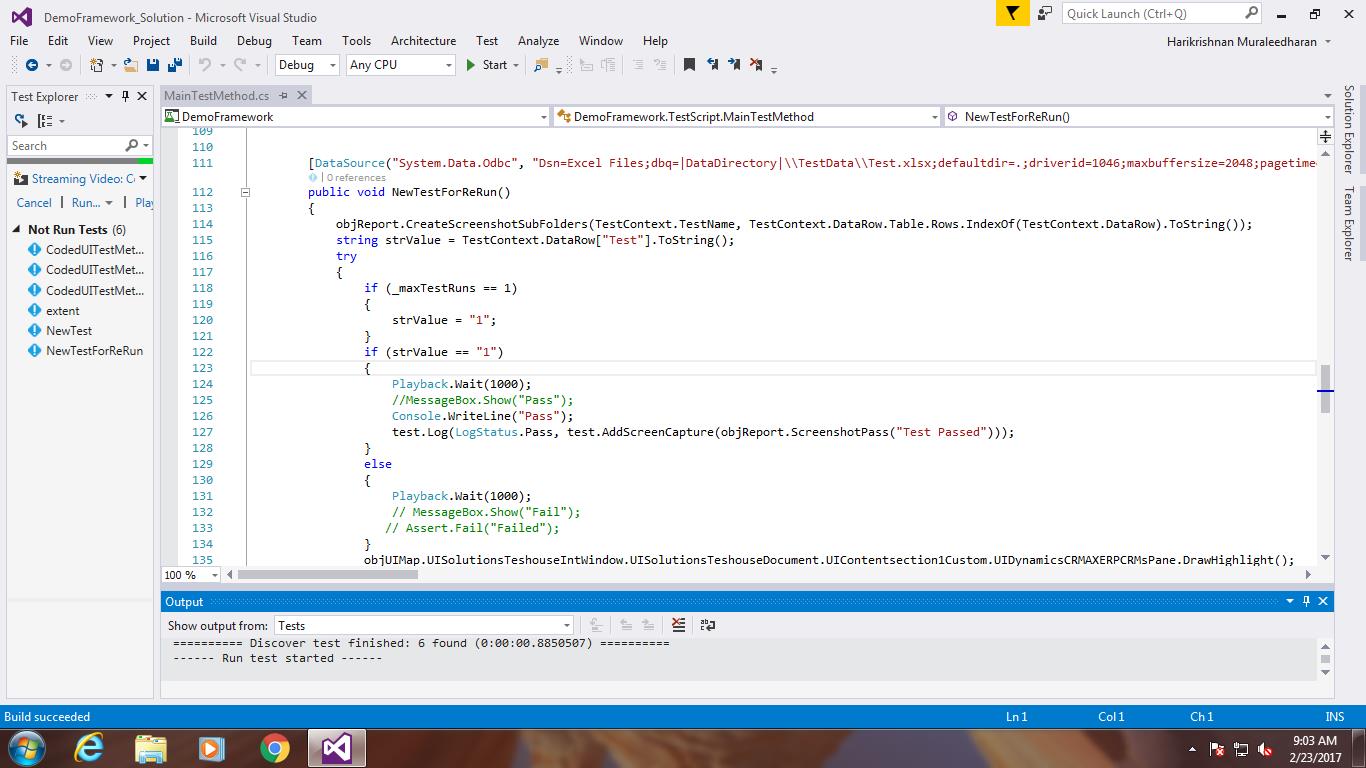 DemoFramework_Solution - Microsoft Visual Studio
Quick Launch (Ctrl+Q)
File Edit View Project Build Debug Team Tools Architecture Test Analyze Window Help
Harikrishnan Muraleedharan
Debug Any CPU Start
Test Explorer
Search
Streaming Video: C
Cancel | Run... Play
Not Run Tests (6)
CodedUITestMet...
CodedUITestMet...
CodedUITestMet...
extent
NewTest
NewTestForReRun
MainTestMethod.cs
DemoFramework DemoFramework.TestScript.MainTestMethod NewTestForReRun()
109
110
111 [DataSource("System.Data.Odbc", "Dsn=Excel Files;dbq=|DataDirectory|\\TestData\\Test.xlsx;defaultdir=.;driverid=1046;maxbuffersize=2048;pagetime
| 0 references
112 public void NewTestForReRun()
113 {
114 objReport.CreateScreenshotSubFolders(TestContext.TestName, TestContext.DataRow.Table.Rows.IndexOf(TestContext.DataRow).ToString());
115 string strValue = TestContext.DataRow["Test"].ToString();
116 try
117 {
118 if (_maxTestRuns == 1)
119 {
120 strValue = "1";
121 }
122 if (strValue == "1")
123 {
124 Playback.Wait(1000);
125 //MessageBox.Show("Pass");
126 Console.WriteLine("Pass");
127 test.Log(LogStatus.Pass, test.AddScreenCapture(objReport.ScreenshotPass("Test Passed")));
128 }
129 else
130 {
131 Playback.Wait(1000);
132 // MessageBox.Show("Fail");
133 // Assert.Fail("Failed");
134 }
135 objUIMap.UISolutionsTeshouseIntWindow.UISolutionsTeshouseDocument.UIContentsection1Custom.UIDynamicsCRMAXERPCRMsPane.DrawHighlight();
100 %
Solution Explorer
Team Explorer
Output
Show output from: Tests
========== Discover test finished: 6 found (0:00:00.8850507) ==========
------ Run test started ------
Build succeeded Ln 1 Col 1 Ch 1 INS
9:03 AM
2/23/2017